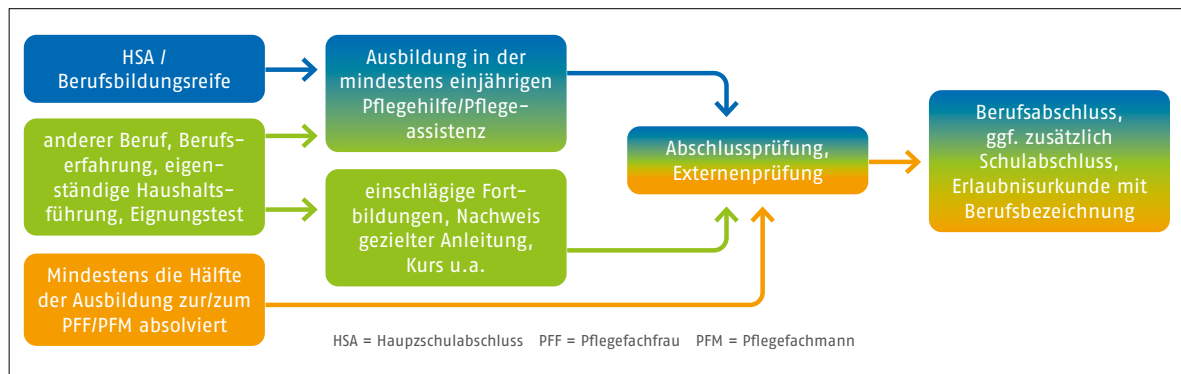 HSA /
Berufsbildungsreife
anderer Beruf, Berufs-
erfahrung, eigen-
ständige Haushalts-
führung, Eignungstest
Mindestens die Hälfte
der Ausbildung zur/zum
PFF/PFM absolviert
Ausbildung in der
mindestens einjährigen
Pflegehilfe/Pflege-
assistenz
einschlägige Fort-
bildungen, Nachweis
gezielter Anleitung,
Kurs u.a.
Abschlussprüfung,
Externenprüfung
Berufsabschluss,
ggf. zusätzlich
Schulabschluss,
Erlaubnisurkunde mit
Berufsbezeichnung
HSA = Haupzschulabschluss PFF = Pflegefachfrau PFM = Pflegefachmann